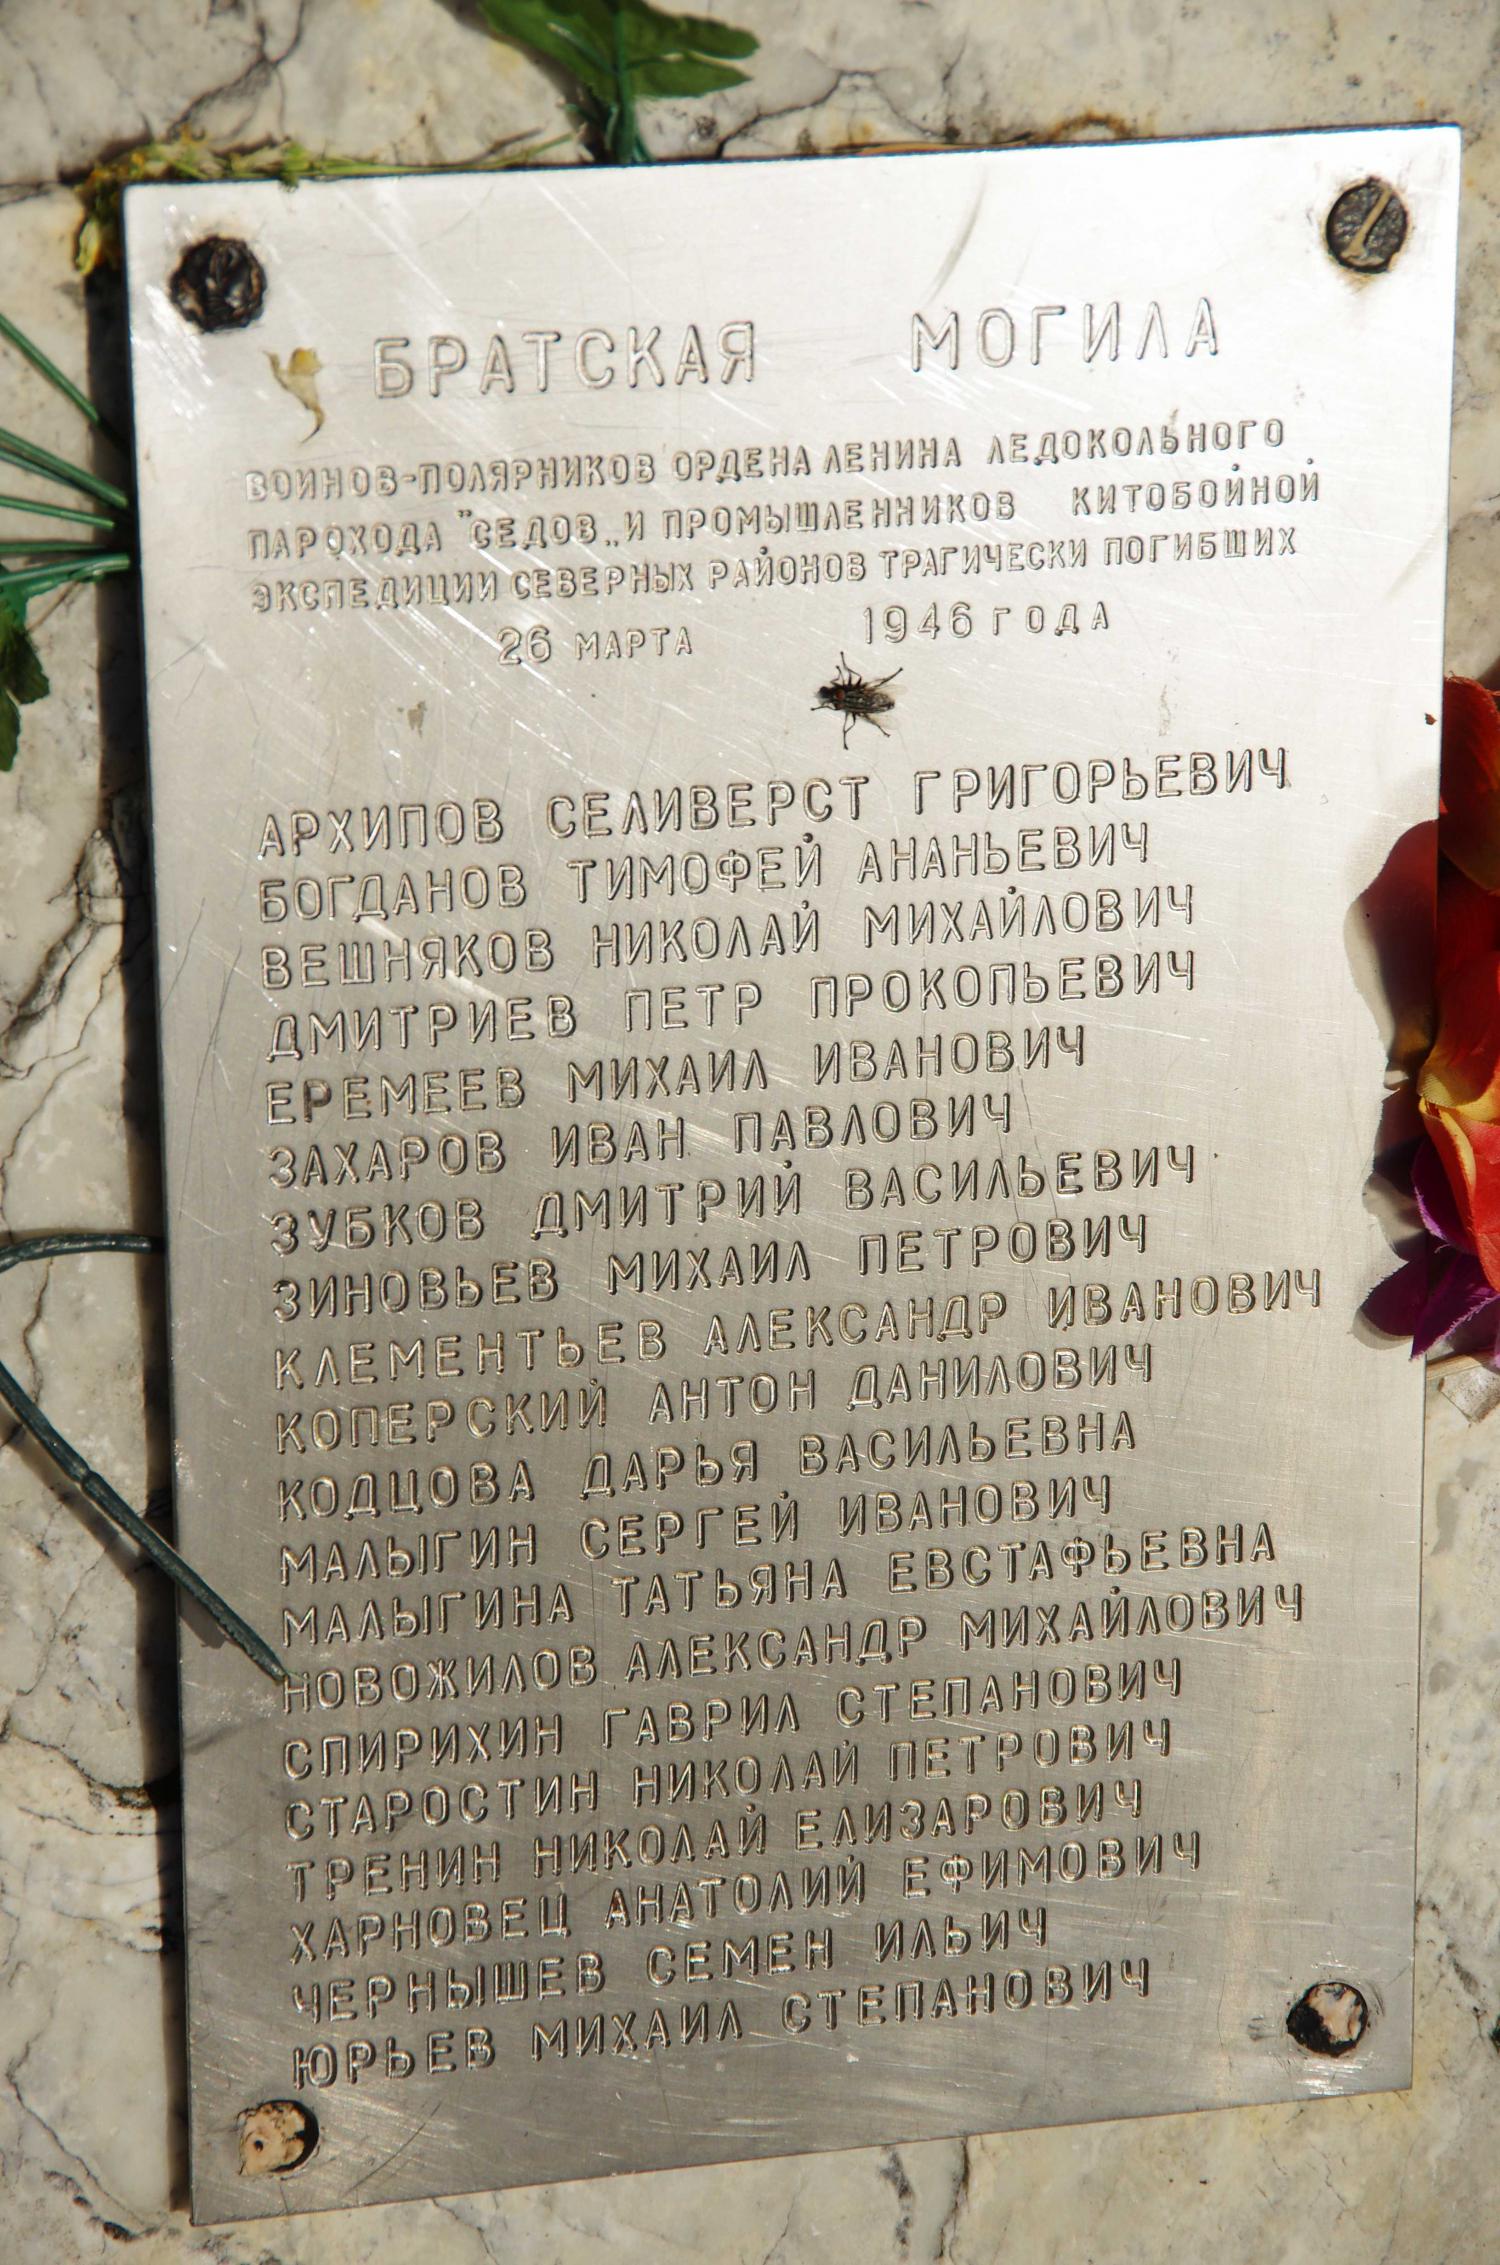 БРАТСКАЯ МОГИЛА
ВОИНОВ-ПОЛЯРНИКОВ ОРДЕНА ЛЕНИНА ЛЕДОКОЛЬНОГО
ПАРОХОДА "СЕДОВ„ И ПРОМЫШЛЕННИКОВ КИТОБОЙНОЙ
ЭКСПЕДИЦИИ СЕВЕРНЫХ РАЙОНОВ ТРАГИЧЕСКИ ПОГИБШИХ
26 МАРТА 1946 ГОДА
АРХИПОВ СЕЛИВЕРСТ ГРИГОРЬЕВИЧ
БОГДАНОВ ТИМОФЕЙ АНАНЬЕВИЧ
ВЕШНЯКОВ НИКОЛАЙ МИХАЙЛОВИЧ
ДМИТРИЕВ ПЕТР ПРОКОПЬЕВИЧ
ЕРЕМЕЕВ МИХАИЛ ИВАНОВИЧ
ЗАХАРОВ ИВАН ПАВЛОВИЧ
ЗУБКОВ ДМИТРИЙ ВАСИЛЬЕВИЧ
ЗИНОВЬЕВ МИХАИЛ ПЕТРОВИЧ
КЛЕМЕНТЬЕВ АЛЕКСАНДР ИВАНОВИЧ
КОПЕРСКИЙ АНТОН ДАНИЛОВИЧ
КОДЦОВА ДАРЬЯ ВАСИЛЬЕВНА
МАЛЫГИН СЕРГЕЙ ИВАНОВИЧ
МАЛЫГИНА ТАТЬЯНА ЕВСТАФЬЕВНА
НОВОЖИЛОВ АЛЕКСАНДР МИХАЙЛОВИЧ
СПИРИХИН ГАВРИЛ СТЕПАНОВИЧ
СТАРОСТИН НИКОЛАЙ ПЕТРОВИЧ
ТРЕНИН НИКОЛАЙ ЕЛИЗАРОВИЧ
ХАРНОВЕЦ АНАТОЛИЙ ЕФИМОВИЧ
ЧЕРНЫШЕВ СЕМЕН ИЛЬИЧ
ЮРЬЕВ МИХАИЛ СТЕПАНОВИЧ